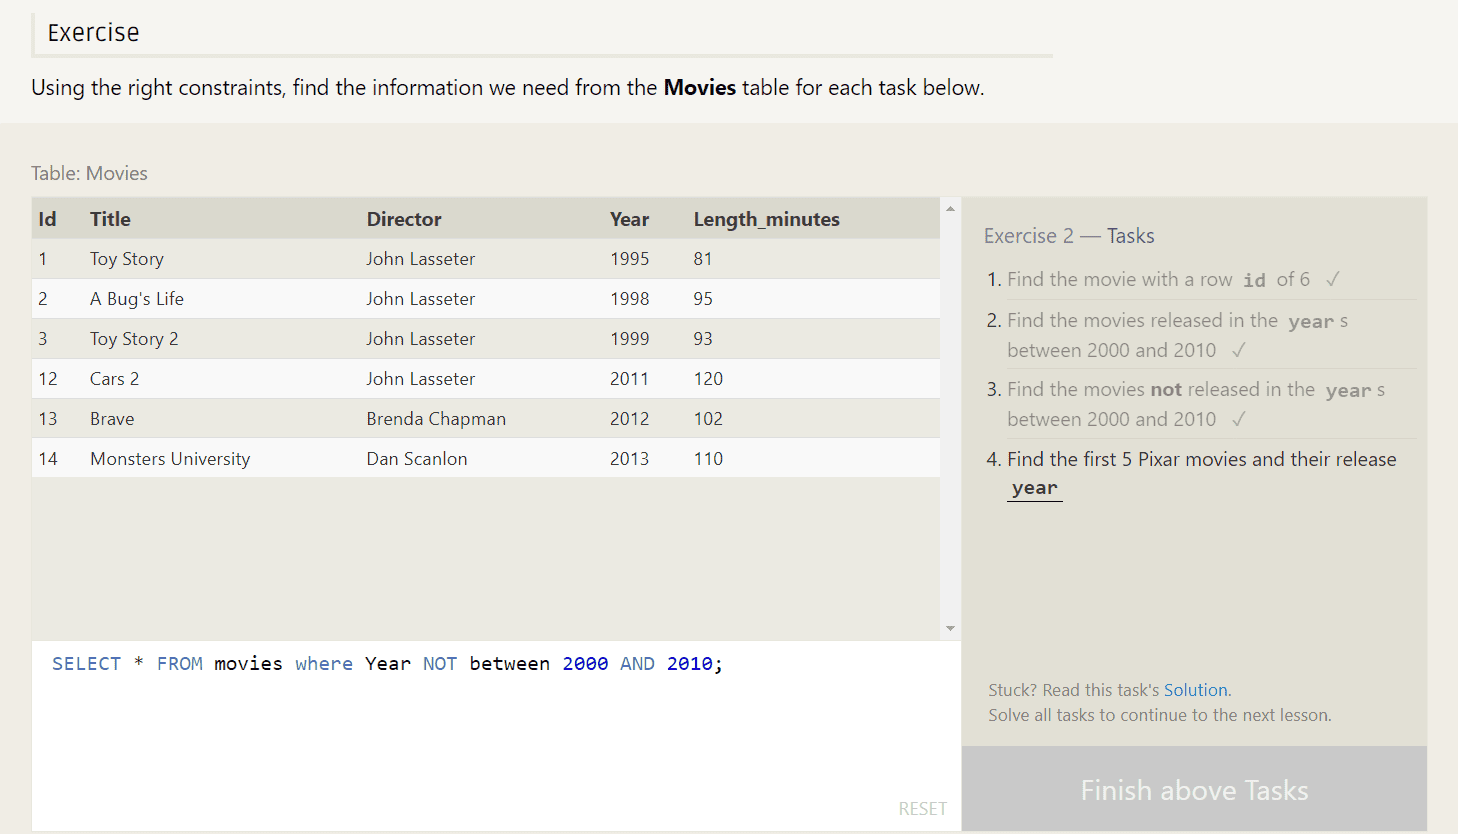 Exercise
Using the right constraints, find the information we need from the Movies table for each task below.
Table: Movies
Id Title Director Year Length_minutes
1 Toy Story John Lasseter 1995 81
2 A Bug's Life John Lasseter 1998 95
3 Toy Story 2 John Lasseter 1999 93
12 Cars 2 John Lasseter 2011 120
13 Brave Brenda Chapman 2012 102
14 Monsters University Dan Scanlon 2013 110
SELECT * FROM movies where Year NOT between 2000 AND 2010;
RESET
Exercise 2 — Tasks
1. Find the movie with a row id of 6 ✓
2. Find the movies released in the year s
between 2000 and 2010 ✓
3. Find the movies not released in the year s
between 2000 and 2010 ✓
4. Find the first 5 Pixar movies and their release
year
Stuck? Read this task's Solution.
Solve all tasks to continue to the next lesson.
Finish above Tasks